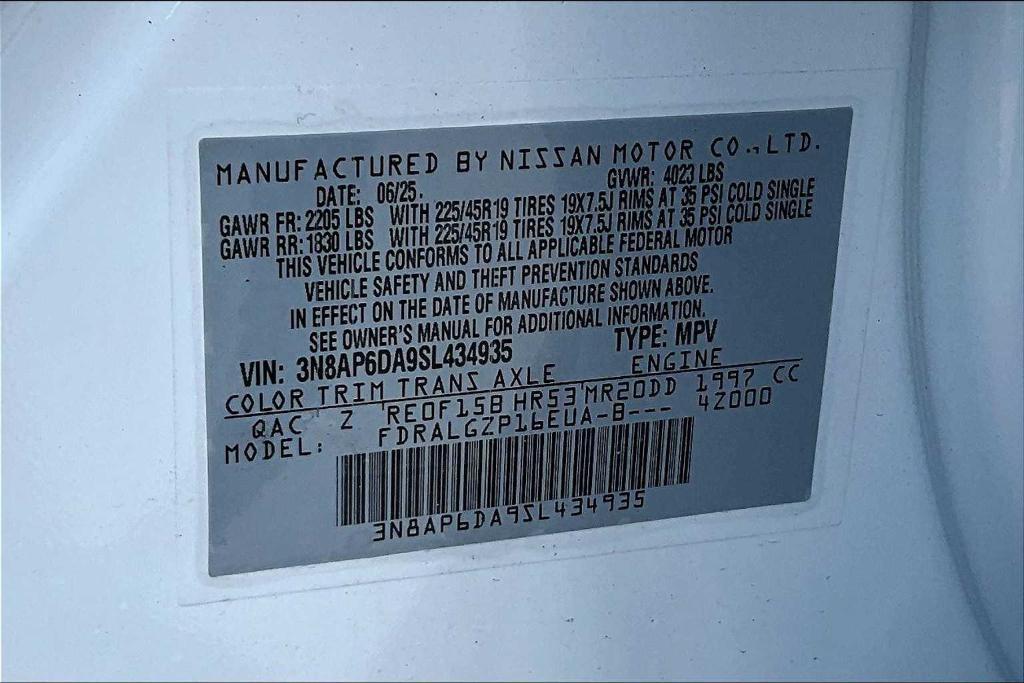 MANUFACTURED BY NISSAN MOTOR CO.,LTD.
DATE: 06/25. GVWR: 4023 LBS
GAWR FR: 2205 LBS WITH 225/45R19 TIRES 19X7.5J RIMS AT 35 PSI COLD SINGLE
GAWR RR: 1830 LBS WITH 225/45R19 TIRES 19X7.5J RIMS AT 35 PSI COLD SINGLE
THIS VEHICLE CONFORMS TO ALL APPLICABLE FEDERAL MOTOR
VEHICLE SAFETY AND THEFT PREVENTION STANDARDS
IN EFFECT ON THE DATE OF MANUFACTURE SHOWN ABOVE.
SEE OWNER'S MANUAL FOR ADDITIONAL INFORMATION.
VIN: 3N8AP6DA9SL434935 TYPE: MPV
COLOR TRIM TRANS AXLE ENGINE
QAC Z RE0F15B HR53 MR20DD 1997 CC
MODEL: FDRALGZP16EUA-B--- 42000
3N8AP6DA9SL434935